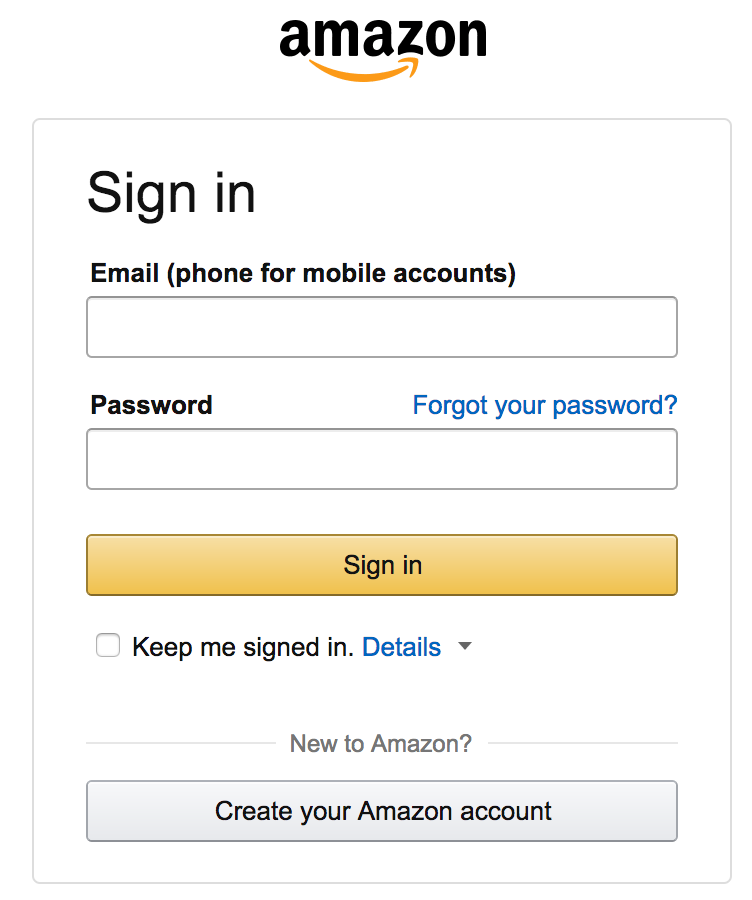 amazon
Sign in
Email (phone for mobile accounts)
Password Forgot your password?
Sign in
Keep me signed in. Details
New to Amazon?
Create your Amazon account